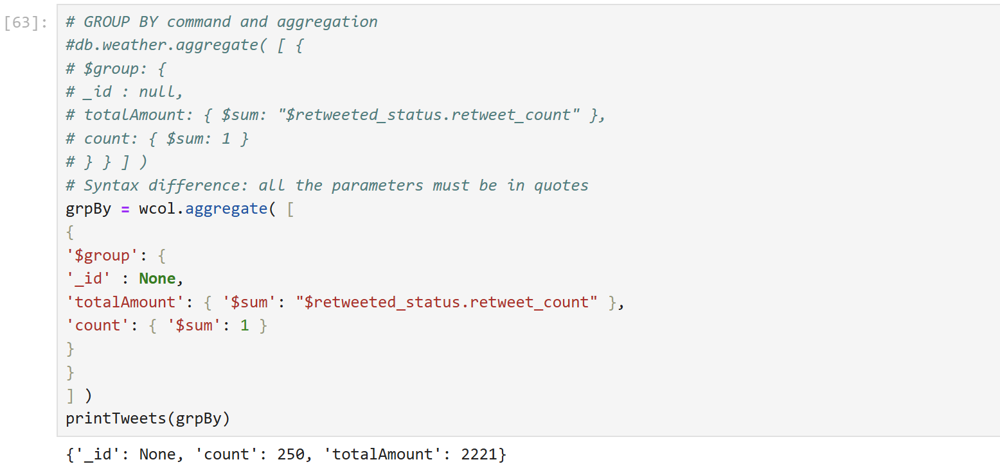 [63]:
# GROUP BY command and aggregation
#db.weather.aggregate( [ {
# $group: {
# _id : null,
# totalAmount: { $sum: "$retweeted_status.retweet_count" },
# count: { $sum: 1 }
# } } ] )
# Syntax difference: all the parameters must be in quotes
grpBy = wcol.aggregate( [
{
'$group': {
'_id' : None,
'totalAmount': { '$sum': "$retweeted_status.retweet_count" },
'count': { '$sum': 1 }
}
}
] )
printTweets(grpBy)
{'_id': None, 'count': 250, 'totalAmount': 2221}